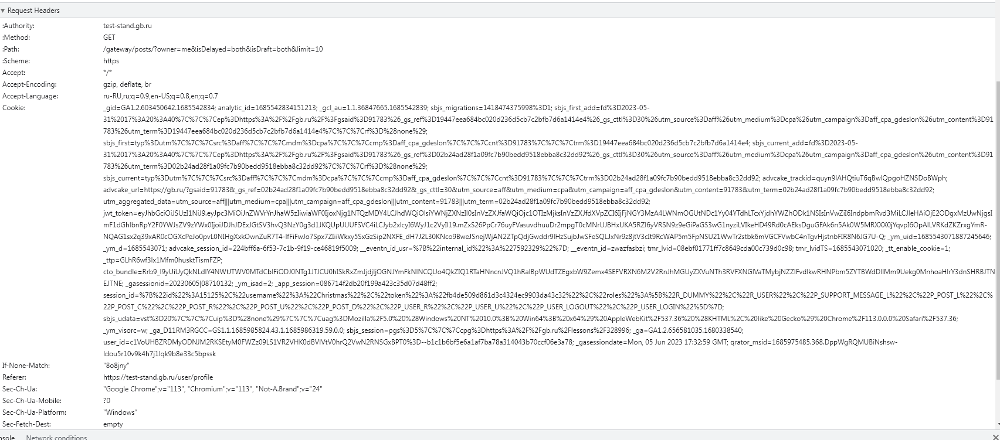 Request Headers
:Authority: test-stand.gb.ru
:Method: GET
:Path: /gateway/posts/?owner=me&isDelayed=both&isDraft=both&limit=10
:Scheme: https
Accept: */*
Accept-Encoding: gzip, deflate, br
Accept-Language: ru-RU,ru;q=0.9,en-US;q=0.8,en;q=0.7
Cookie: _gid=GA1.2.603450642.1685542834; analytic_id=1685542834151213; _gcl_au=1.1.36847665.1685542839; sbjs_migrations=1418474375998%3D1; sbjs_first_add=fd%3D2023-05-
31%2017%3A20%3A40%7C%7C%7Cep%3Dhttps%3A%2F%2Fgb.ru%2F%3Fgsaid%3D91783%26_gs_ref%3D19447eea684bc020d236d5cb7c2bfb7d6a1414e4%26_gs_cttl%3D30%26utm_source%3Daff%26utm_medium%3Dcpa%26utm_campaign%3Daff_cpa_gdeslon%26utm_content%3D91
783%26utm_term%3D19447eea684bc020d236d5cb7c2bfb7d6a1414e4%7C%7C%7Crf%3D%28none%29;
sbjs_first=typ%3Dutm%7C%7C%7Csrc%3Daff%7C%7C%7Cmdm%3Dcpa%7C%7C%7Ccmp%3Daff_cpa_gdeslon%7C%7C%7Ccnt%3D91783%7C%7C%7Ctrm%3D19447eea684bc020d236d5cb7c2bfb7d6a1414e4; sbjs_current_add=fd%3D2023-05-
31%2017%3A20%3A40%7C%7C%7Cep%3Dhttps%3A%2F%2Fgb.ru%2F%3Fgsaid%3D91783%26_gs_ref%3D02b24ad28f1a09fc7b90bedd9518ebba8c32dd92%26_gs_cttl%3D30%26utm_source%3Daff%26utm_medium%3Dcpa%26utm_campaign%3Daff_cpa_gdeslon%26utm_content%3D91
783%26utm_term%3D02b24ad28f1a09fc7b90bedd9518ebba8c32dd92%7C%7C%7Crf%3D%28none%29;
sbjs_current=typ%3Dutm%7C%7C%7Csrc%3Daff%7C%7C%7Cmdm%3Dcpa%7C%7C%7Ccmp%3Daff_cpa_gdeslon%7C%7C%7Ccnt%3D91783%7C%7C%7Ctrm%3D02b24ad28f1a09fc7b90bedd9518ebba8c32dd92; advcake_trackid=quyn9lAHQtiuT6qBwlQpgoHZNSDoBWph;
advcake_url=https://gb.ru/?gsaid=91783&_gs_ref=02b24ad28f1a09fc7b90bedd9518ebba8c32dd92&_gs_cttl=30&utm_source=aff&utm_medium=cpa&utm_campaign=aff_cpa_gdeslon&utm_content=91783&utm_term=02b24ad28f1a09fc7b90bedd9518ebba8c32dd92;
utm_aggregated_data=utm_source=aff|||utm_medium=cpa|||utm_campaign=aff_cpa_gdeslon|||utm_content=91783|||utm_term=02b24ad28f1a09fc7b90bedd9518ebba8c32dd92;
_ym_uid=1685543071887245646;
_ym_d=1685543071; advcake_session_id=224bff6a-6f53-7c1b-9f19-ce46819f5009; __eventn_id_usr=%7B%22internal_id%22%3A%227592329%22%7D; __eventn_id=zwazfasbzi; tmr_lvid=08ebf01771ff7c8649cda00c739d0c98; tmr_lvidTS=1685543071020; _tt_enable_cookie=1;
_ttp=GLhR6wf3lx1Mfm0husktTismFZP;
_gasessionid=20230605|08710132; _ym_isad=2; _app_session=086714f2db20f199a423c35d07d48ff2;
session_id=%7B%22id%22%3A15125%2C%22username%22%3A%22Christmas%22%2C%22token%22%3A%22fb4de509d861d3c4324ec9903da43c32%22%2C%22roles%22%3A%5B%22R_DUMMY%22%2C%22R_USER%22%2C%22P_SUPPORT_MESSAGE_L%22%2C%22P_POST_L%22%2C%
22P_POST_C%22%2C%22P_POST_R%22%2C%22P_POST_U%22%2C%22P_POST_D%22%2C%22P_USER_R%22%2C%22P_USER_U%22%2C%22P_USER_LOGOUT%22%2C%22P_USER_LOGIN%22%5D%7D;
sbjs_udata=vst%3D20%7C%7C%7Cuip%3D%28none%29%7C%7C%7Cuag%3DMozilla%2F5.0%20%28Windows%20NT%2010.0%3B%20Win64%3B%20x64%29%20AppleWebKit%2F537.36%20%28KHTML%2C%20like%20Gecko%29%20Chrome%2F113.0.0.0%20Safari%2F537.36;
_ym_visorc=w; _ga_D11RM3RGCC=GS1.1.1685985824.43.1.1685986319.59.0.0; sbjs_session=pgs%3D5%7C%7C%7Ccpg%3Dhttps%3A%2F%2Fgb.ru%2Flessons%2F328996; _ga=GA1.2.656581035.1680338540;
_gasessiondate=Mon, 05 Jun 2023 17:32:59 GMT; qrator_msid=1685975485.368.DppWgRQMUBiNshsw-
ldou5r10v9k4h7j1lqk9b8e33c5bpssk
If-None-Match: "8o8jny"
Referer: https://test-stand.gb.ru/user/profile
Sec-Ch-Ua: "Google Chrome";v="113", "Chromium";v="113", "Not-A.Brand";v="24"
Sec-Ch-Ua-Mobile: ?0
Sec-Ch-Ua-Platform: "Windows"
Sec-Fetch-Dest: empty
nsole Network conditions